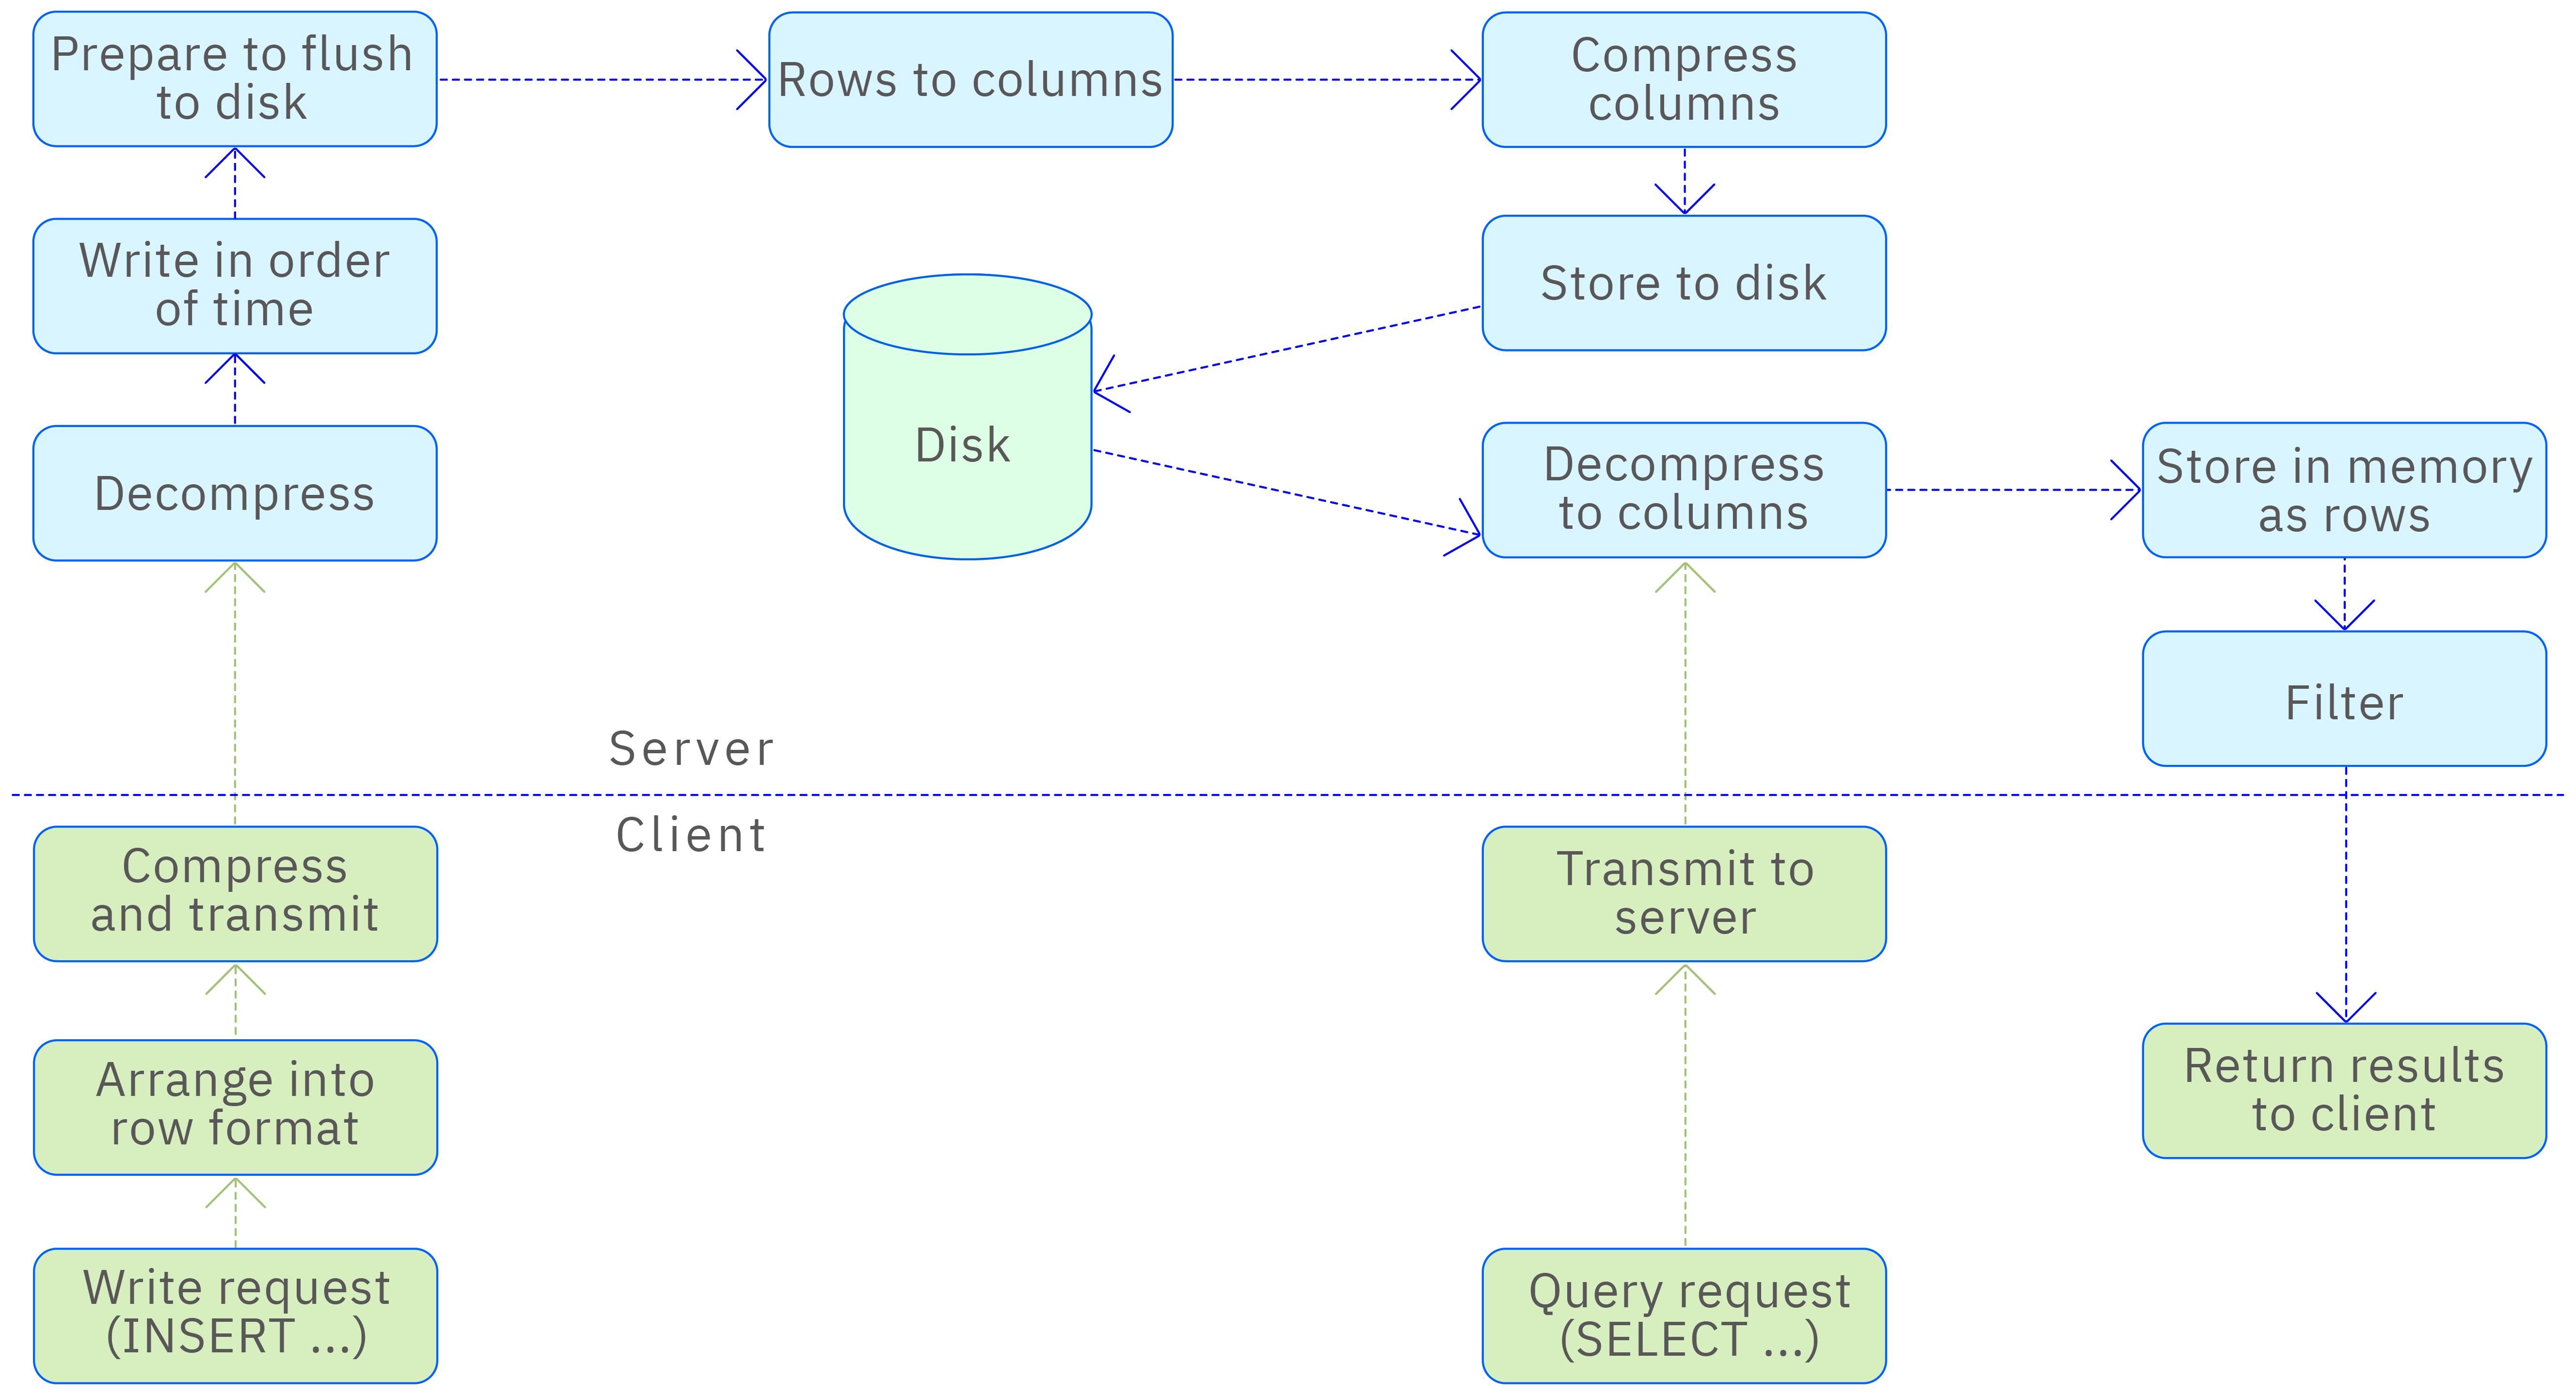 Prepare to flush
to disk
Rows to columns
Compress
columns
Write in order
of time
Store to disk
Disk
Decompress
Decompress
to columns
Store in memory
as rows
Filter
Server
Client
Compress
and transmit
Transmit to
server
Arrange into
row format
Return results
to client
Write request
(INSERT ...)
Query request
(SELECT ...)